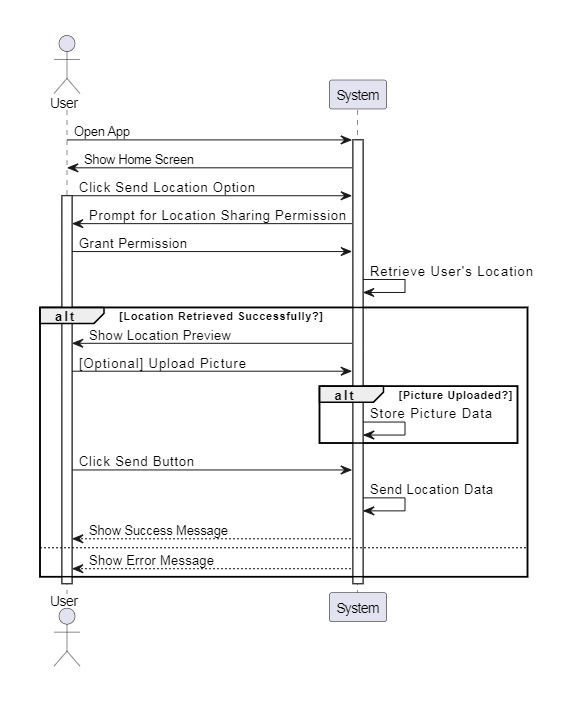 User
System
Open App
Show Home Screen
Click Send Location Option
Prompt for Location Sharing Permission
Grant Permission
Retrieve User's Location
alt [Location Retrieved Successfully?]
Show Location Preview
[Optional] Upload Picture
alt [Picture Uploaded?]
Store Picture Data
Click Send Button
Send Location Data
Show Success Message
Show Error Message
User
System